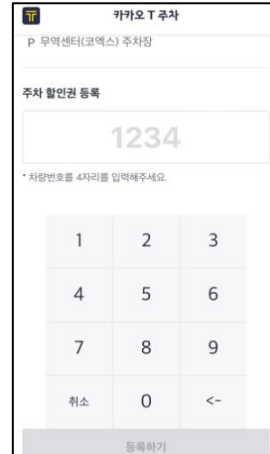 카카오 T 주차
P 무역센터(코엑스) 주차장
주차 할인권 등록
1234
* 차량번호를 4자리를 입력해주세요.
1 2 3
4 5 6
7 8 9
취소 0 <-
등록하기